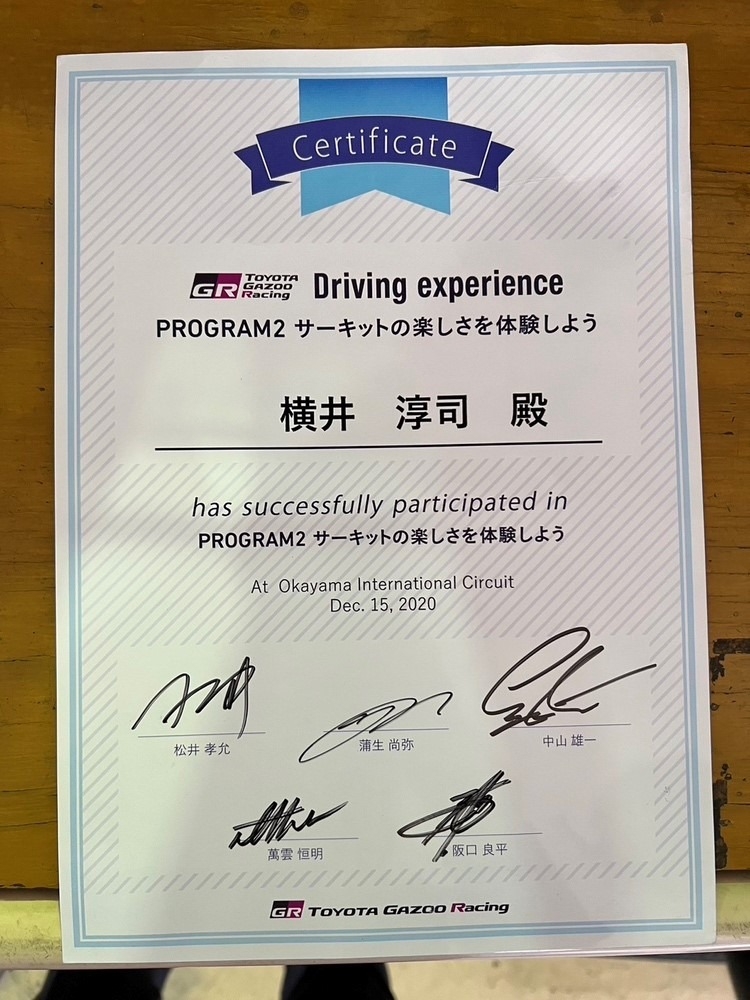 Certificate
GR TOYOTA GAZOO Racing Driving experience
PROGRAM2 サーキットの楽しさを体験しよう
横井 淳司 殿
has successfully participated in
PROGRAM2 サーキットの楽しさを体験しよう
At Okayama International Circuit
Dec. 15, 2020
松井 孝允 蒲生 尚弥 中山 雄一
萬雲 恒明 阪口 良平
GR TOYOTA GAZOO Racing